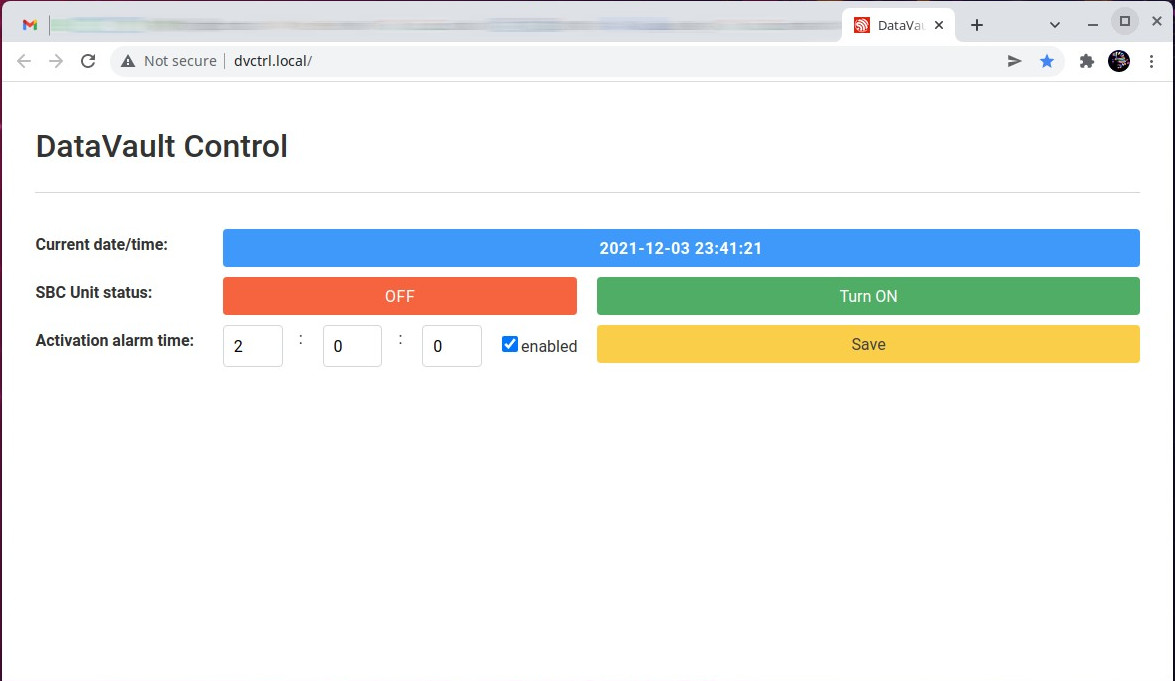 DataVau
Not secure | dvctrl.local/
DataVault Control
Current date/time: 2021-12-03 23:41:21
SBC Unit status: OFF Turn ON
Activation alarm time: 2 : 0 : 0 enabled Save